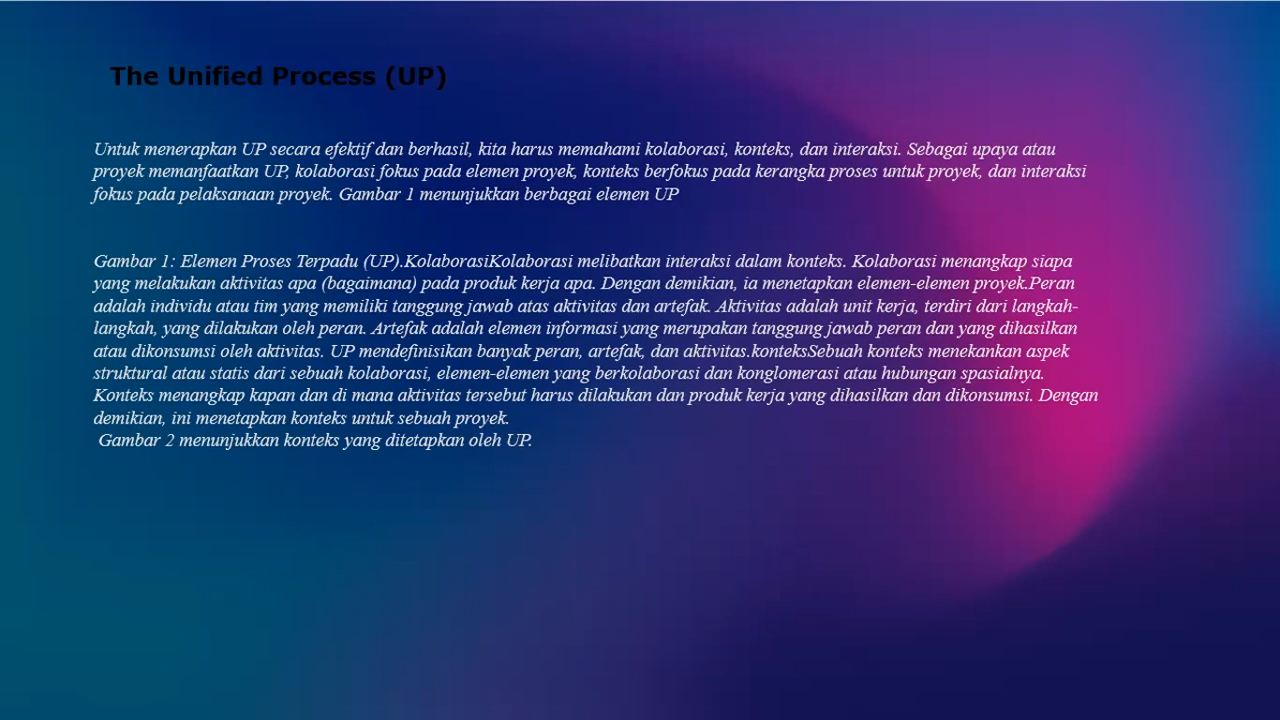 The Unified Process (UP)
Untuk menerapkan UP secara efektif dan berhasil, kita harus memahami kolaborasi, konteks, dan interaksi. Sebagai upaya atau
proyek memanfaatkan UP, kolaborasi fokus pada elemen proyek, konteks berfokus pada kerangka proses untuk proyek, dan interaksi
fokus pada pelaksanaan proyek. Gambar 1 menunjukkan berbagai elemen UP
Gambar 1: Elemen Proses Terpadu (UP).KolaborasiKolaborasi melibatkan interaksi dalam konteks. Kolaborasi menangkap siapa
yang melakukan aktivitas apa (bagaimana) pada produk kerja apa. Dengan demikian, ia menetapkan elemen-elemen proyek.Peran
adalah individu atau tim yang memiliki tanggung jawab atas aktivitas dan artefak. Aktivitas adalah unit kerja, terdiri dari langkah-
langkah, yang dilakukan oleh peran. Artefak adalah elemen informasi yang merupakan tanggung jawab peran dan yang dihasilkan
atau dikonsumsi oleh aktivitas. UP mendefinisikan banyak peran, artefak, dan aktivitas.konteksSebuah konteks menekankan aspek
struktural atau statis dari sebuah kolaborasi, elemen-elemen yang berkolaborasi dan konglomerasi atau hubungan spasialnya.
Konteks menangkap kapan dan di mana aktivitas tersebut harus dilakukan dan produk kerja yang dihasilkan dan dikonsumsi. Dengan
demikian, ini menetapkan konteks untuk sebuah proyek.
Gambar 2 menunjukkan konteks yang ditetapkan oleh UP.